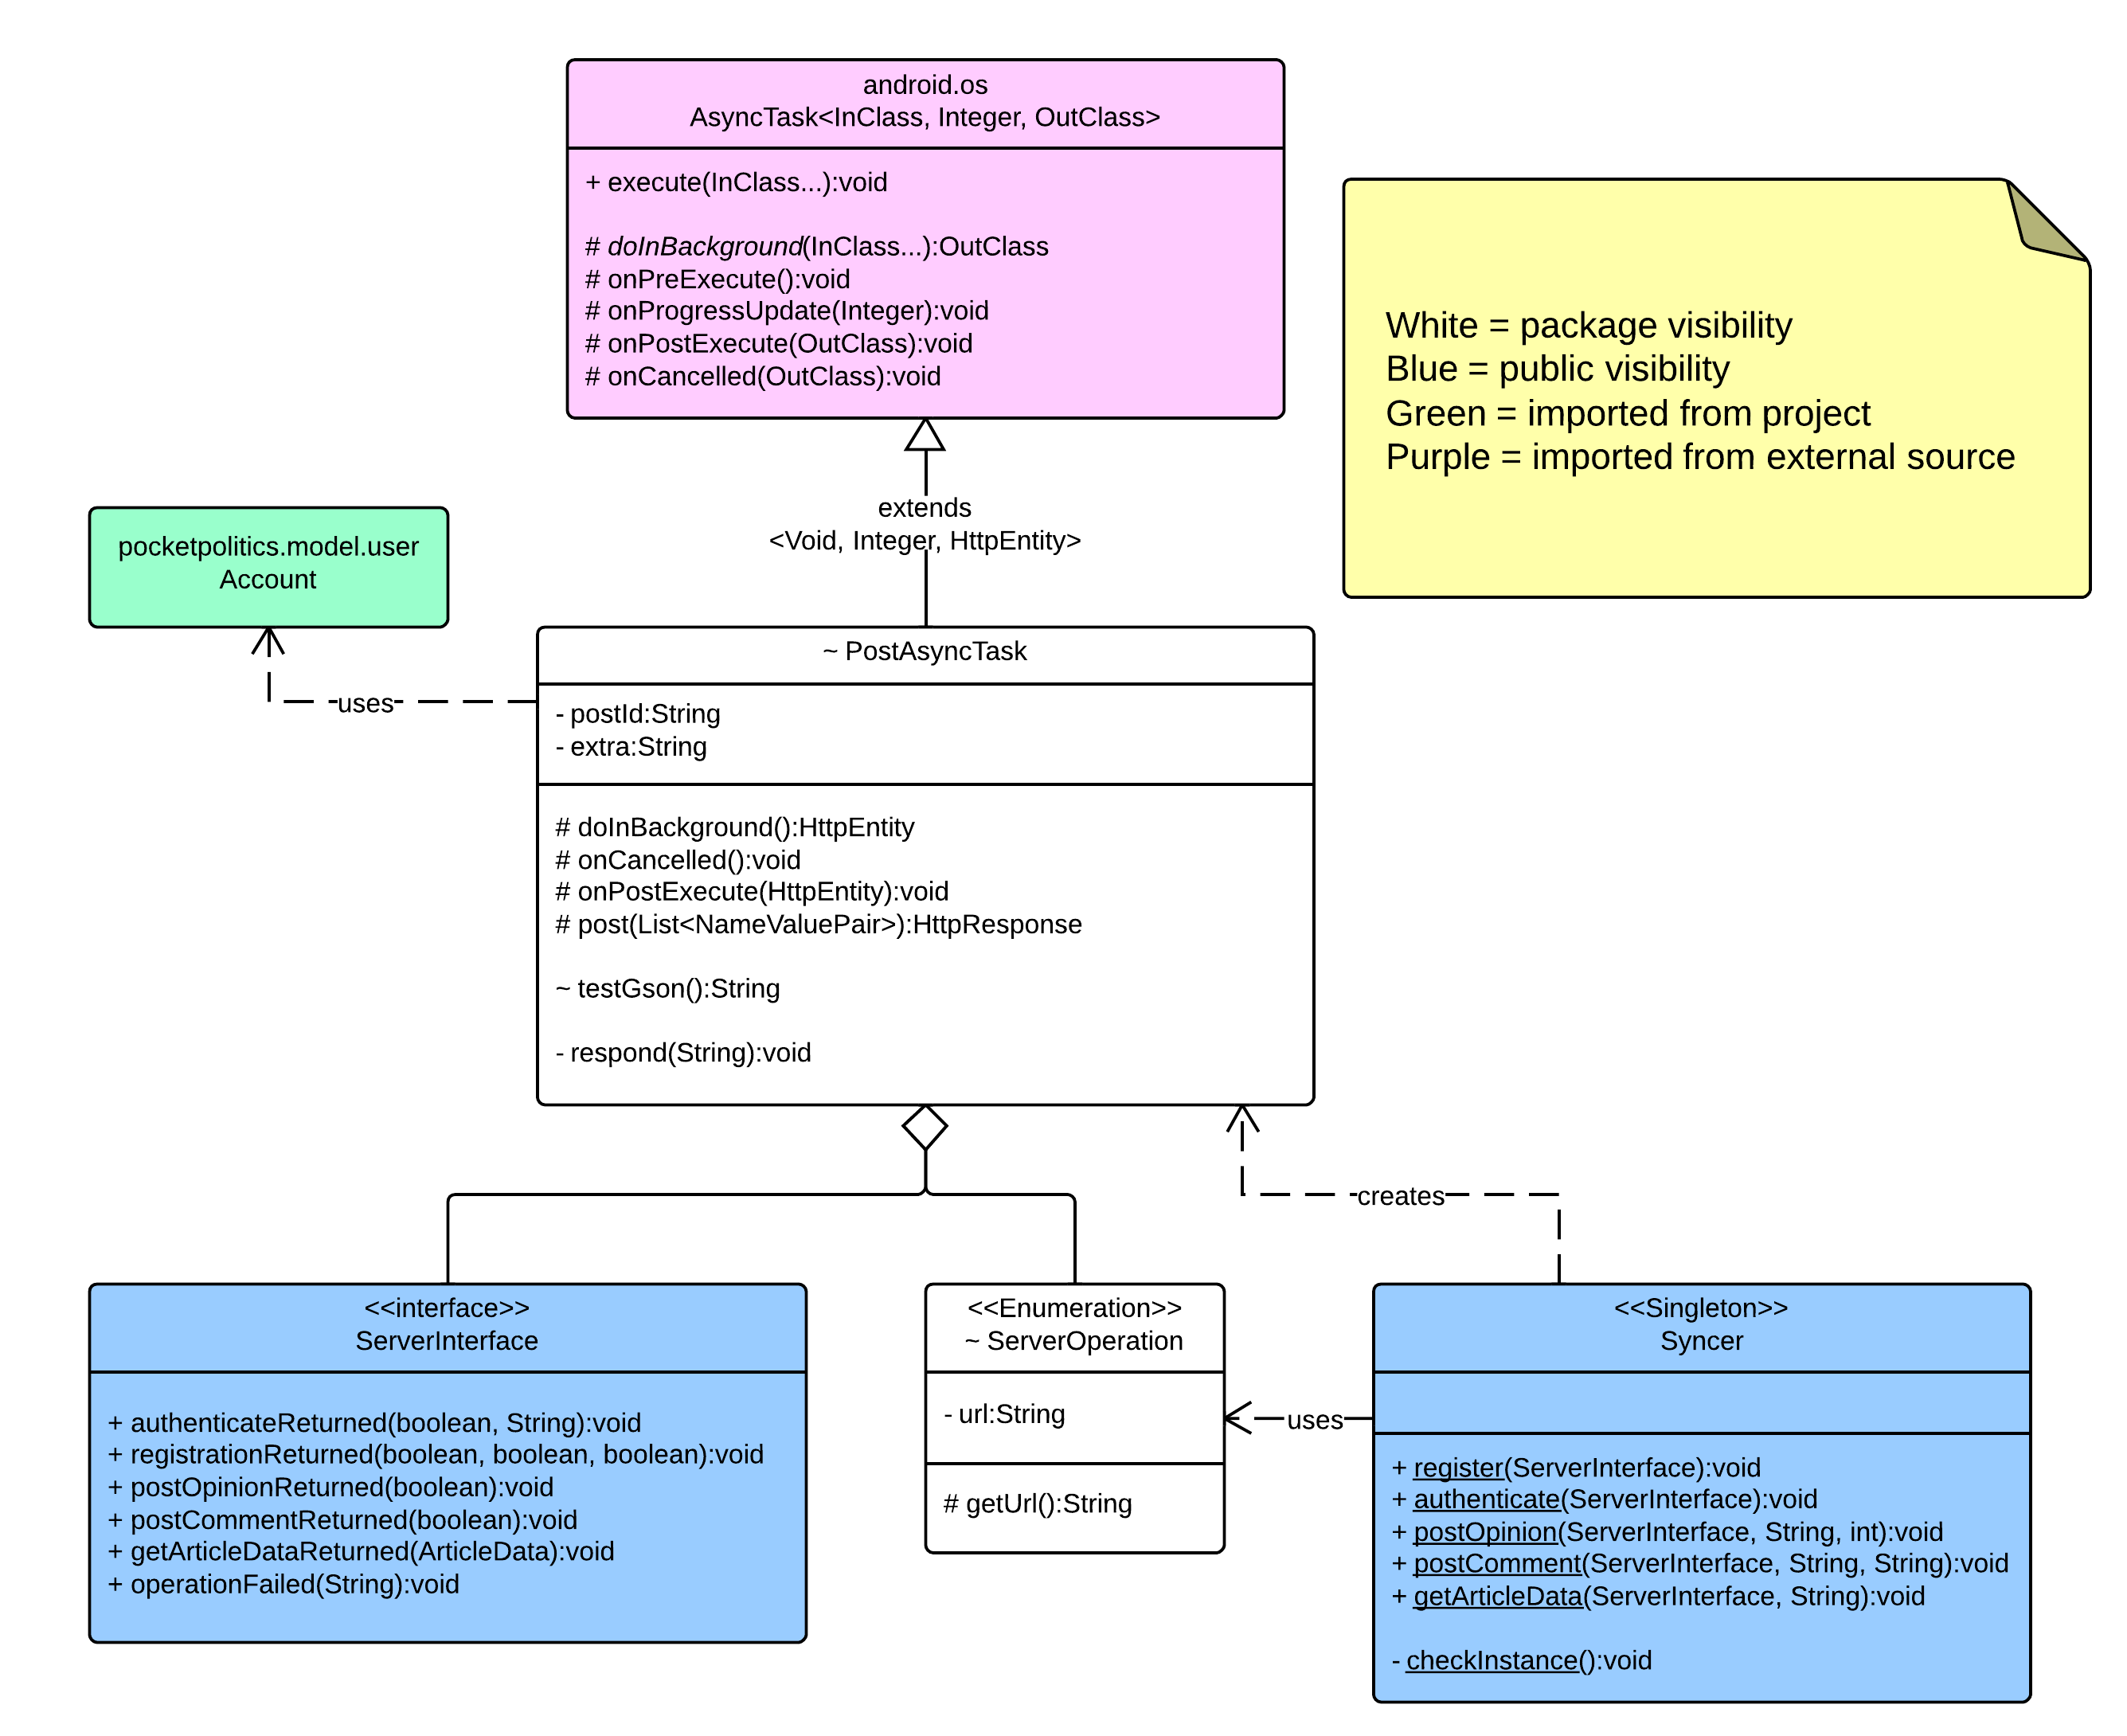 android.os
AsyncTask<InClass, Integer, OutClass>
+ execute(InClass...):void
# doInBackground(InClass...):OutClass
# onPreExecute():void
# onProgressUpdate(Integer):void
# onPostExecute(OutClass):void
# onCancelled(OutClass):void
White = package visibility
Blue = public visibility
Green = imported from project
Purple = imported from external source
extends
<Void, Integer, HttpEntity>
pocketpolitics.model.user
Account
uses
~ PostAsyncTask
- postId:String
- extra:String
# doInBackground():HttpEntity
# onCancelled():void
# onPostExecute(HttpEntity):void
# post(List<NameValuePair>):HttpResponse
~ testGson():String
- respond(String):void
creates
<<interface>>
ServerInterface
+ authenticateReturned(boolean, String):void
+ registrationReturned(boolean, boolean, boolean):void
+ postOpinionReturned(boolean):void
+ postCommentReturned(boolean):void
+ getArticleDataReturned(ArticleData):void
+ operationFailed(String):void
<<Enumeration>>
~ ServerOperation
- url:String
# getUrl():String
uses
<<Singleton>>
Syncer
+ register(ServerInterface):void
+ authenticate(ServerInterface):void
+ postOpinion(ServerInterface, String, int):void
+ postComment(ServerInterface, String, String):void
+ getArticleData(ServerInterface, String):void
- checkInstance():void